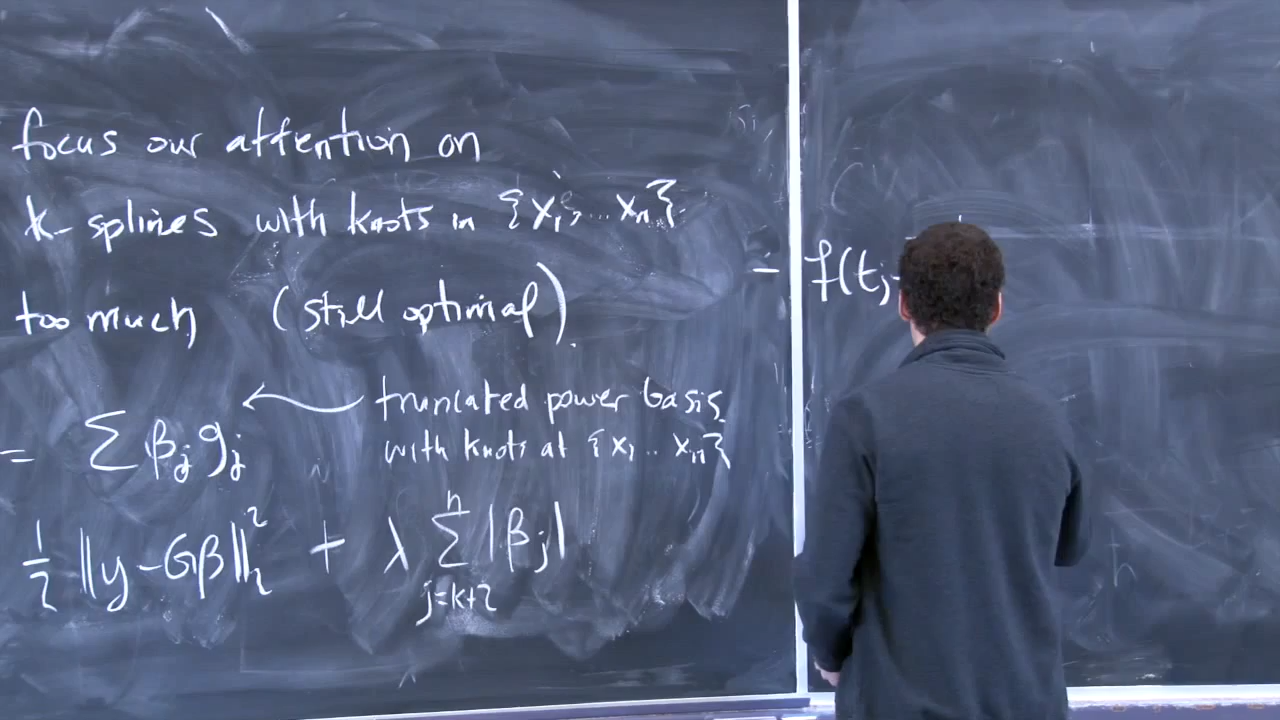 focus our attention on
k-splines with knots in {x₁, ... xₙ}
too much (still optimal).
= Σ βⱼ gⱼ ← truncated power basis
with knots at {x₁ .. xₙ}
½ ‖y - Gβ‖₂² + λ Σⁿⱼ₌ₖ₊₂ |βⱼ|
- f(tⱼ